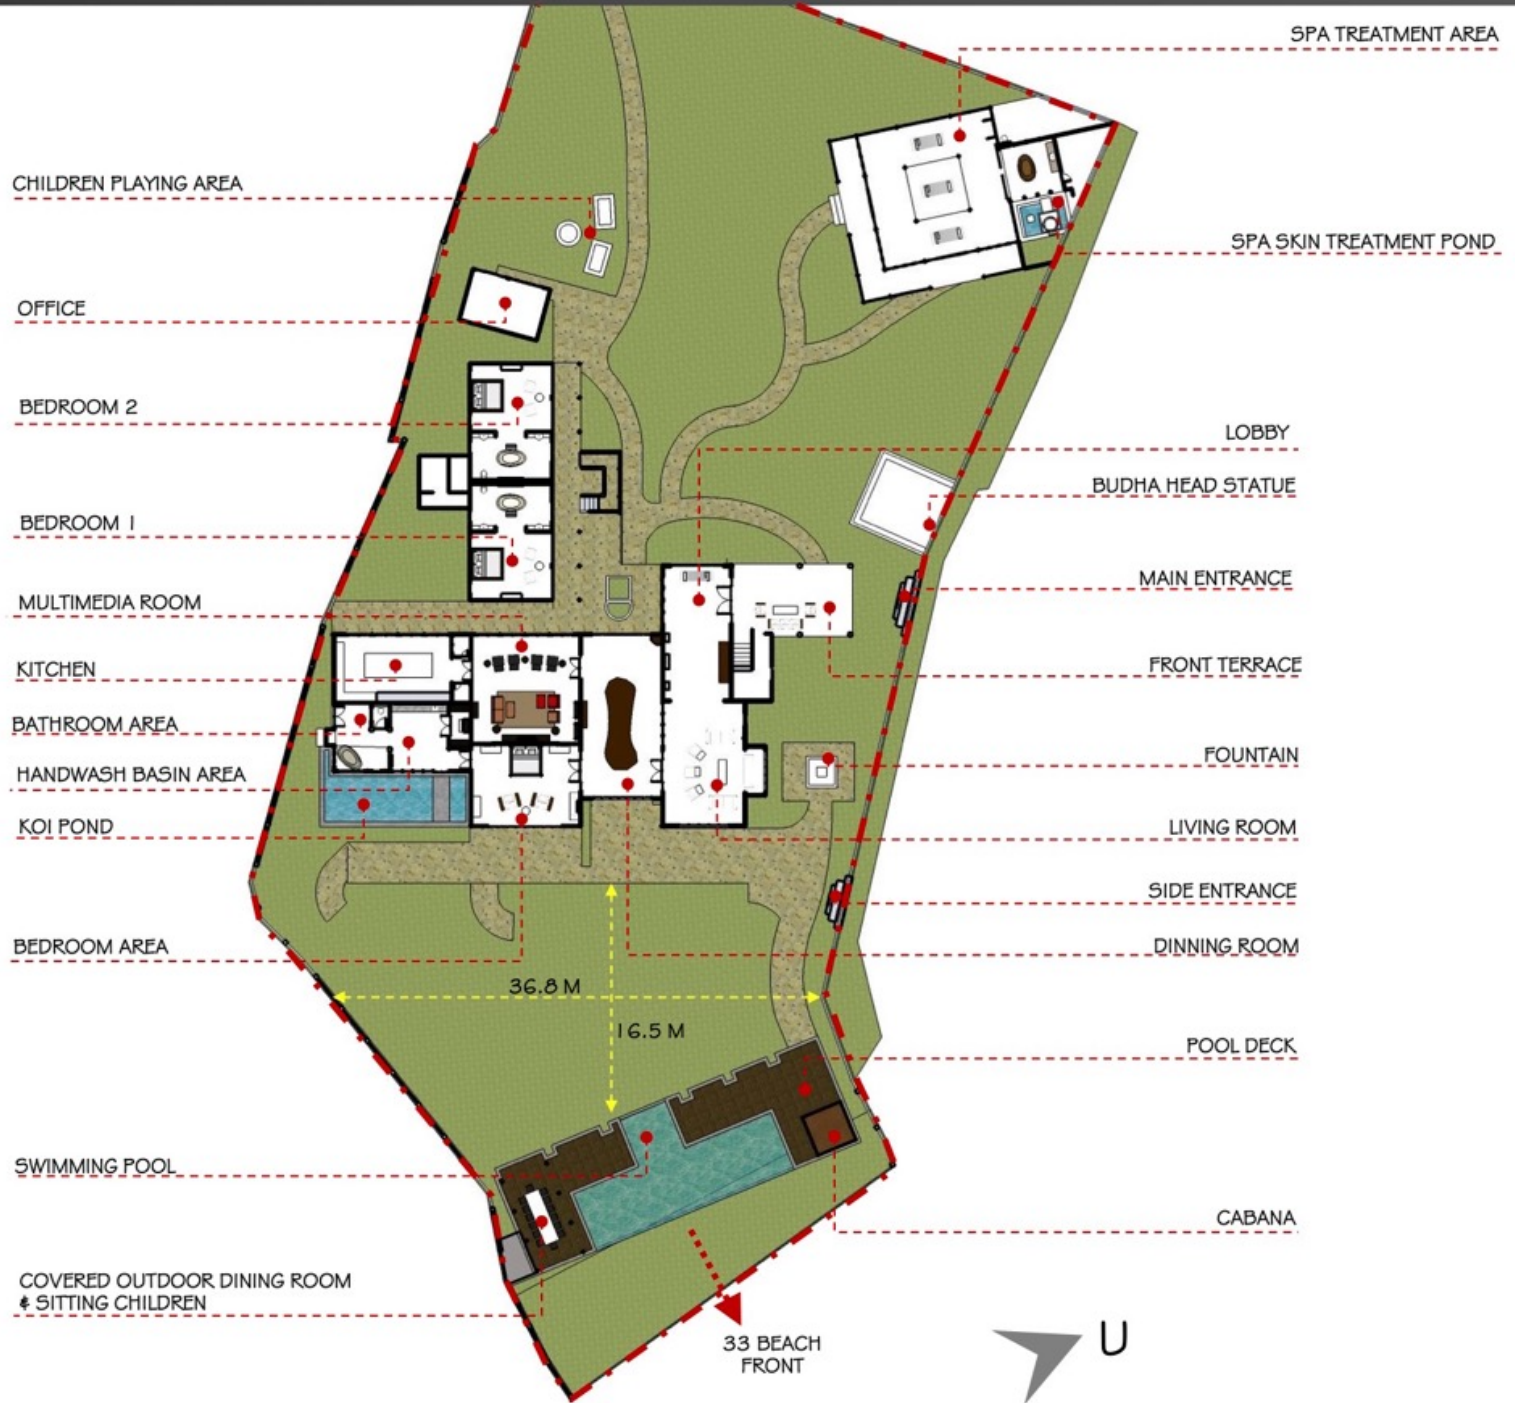 SPA TREATMENT AREA
CHILDREN PLAYING AREA
SPA SKIN TREATMENT POND
OFFICE
BEDROOM 2
LOBBY
BUDHA HEAD STATUE
BEDROOM 1
MAIN ENTRANCE
MULTIMEDIA ROOM
FRONT TERRACE
KITCHEN
BATHROOM AREA
FOUNTAIN
HANDWASH BASIN AREA
KOI POND
LIVING ROOM
SIDE ENTRANCE
BEDROOM AREA
DINNING ROOM
36.8 M
16.5 M
POOL DECK
SWIMMING POOL
CABANA
COVERED OUTDOOR DINING ROOM
& SITTING CHILDREN
33 BEACH
FRONT
U